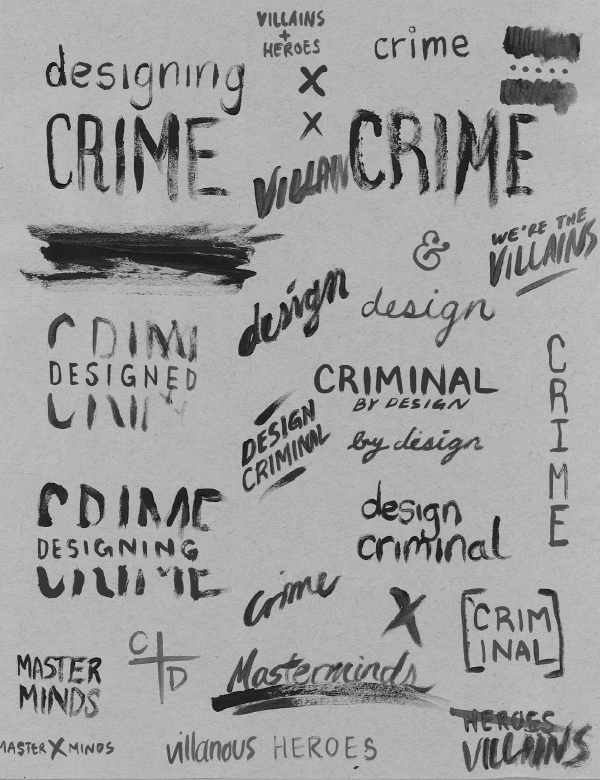 VILLAINS
+
HEROES
crime
designing
CRIME
X
X
VILLAIN
CRIME
WE'RE THE
VILLAINS
&
design
design
CRIME
DESIGNED
CRIMINAL
BY DESIGN
CRIME
DESIGN
CRIMINAL
by design
CRIME
DESIGNING
design
criminal
crime
X
[CRIM
INAL]
MASTER
MINDS
C
D
Masterminds
HEROES
VILLAINS
MASTER X MINDS
villanous HEROES